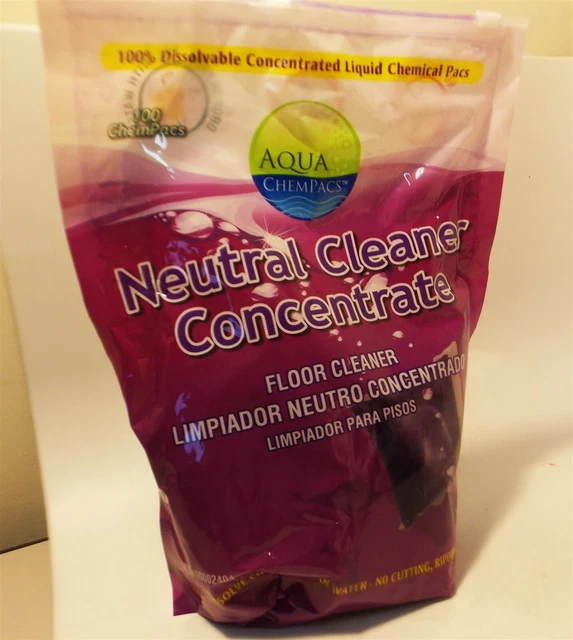 100% Dissolvable Concentrated Liquid Chemical Pacs
100
ChemPacs
AQUA
CHEMPACS™
Neutral Cleaner
Concentrate
FLOOR CLEANER
LIMPIADOR NEUTRO CONCENTRADO
LIMPIADOR PARA PISOS
WATER - NO CUTTING,